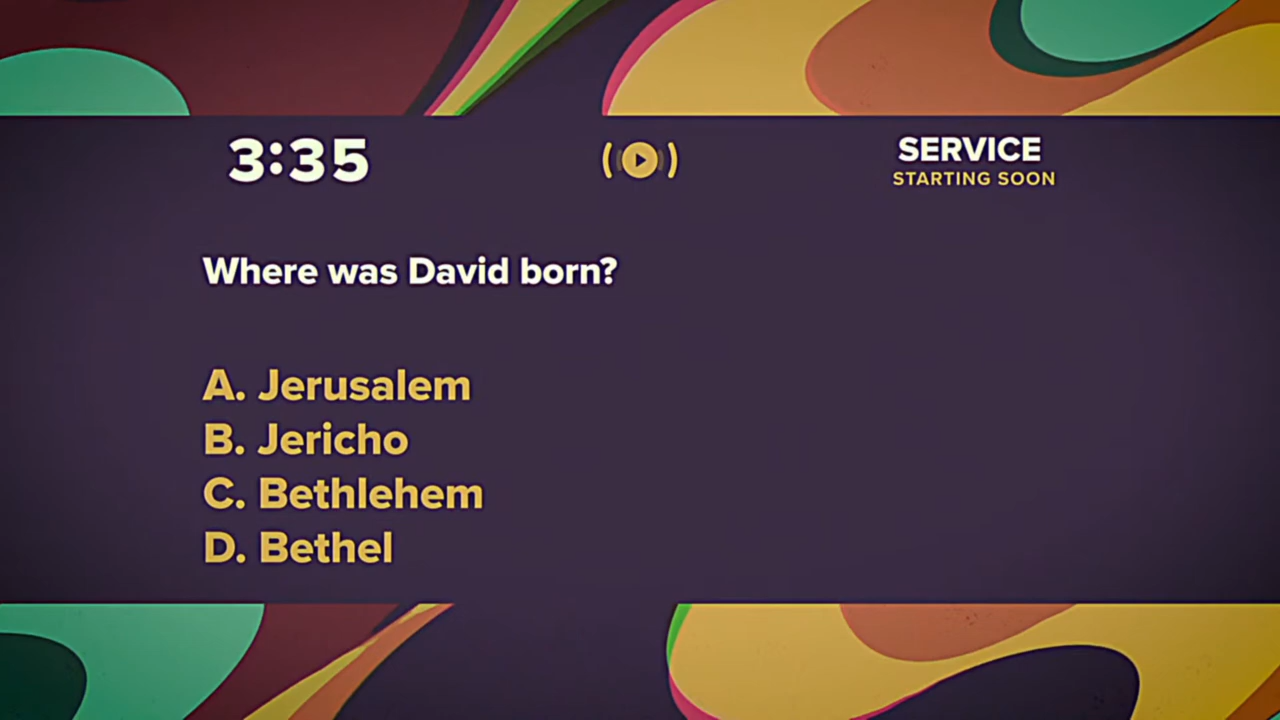 3:35
SERVICE
STARTING SOON
Where was David born?
A. Jerusalem
B. Jericho
C. Bethlehem
D. Bethel